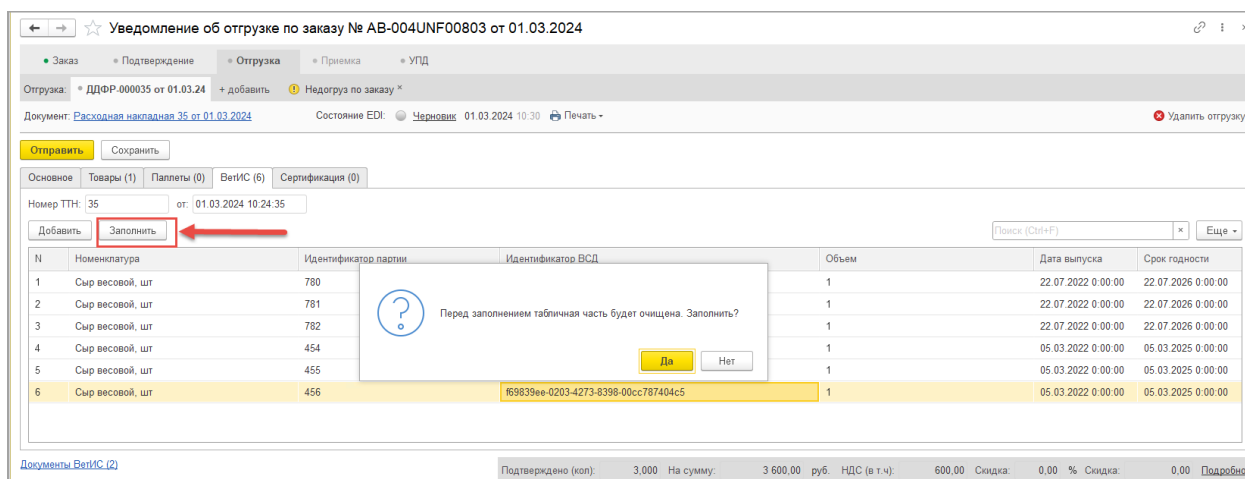 Уведомление об отгрузке по заказу № АВ-004UNF00803 от 01.03.2024
Заказ Подтверждение Отгрузка Приемка УПД
Отгрузка: ДДФР-000035 от 01.03.24 + добавить Недогруз по заказу ×
Документ: Расходная накладная 35 от 01.03.2024 Состояние EDI: Черновик 01.03.2024 10:30 Печать Удалить отгрузку
Отправить Сохранить
Основное Товары (1) Паллеты (0) ВетИС (6) Сертификация (0)
Номер ТТН: 35 от: 01.03.2024 10:24:35
Добавить Заполнить Поиск (Ctrl+F) × Еще
N Номенклатура Идентификатор партии Идентификатор ВСД Объем Дата выпуска Срок годности
1 Сыр весовой, шт 780 1 22.07.2022 0:00:00 22.07.2026 0:00:00
2 Сыр весовой, шт 781 1 22.07.2022 0:00:00 22.07.2026 0:00:00
3 Сыр весовой, шт 782 1 22.07.2022 0:00:00 22.07.2026 0:00:00
4 Сыр весовой, шт 454 1 05.03.2022 0:00:00 05.03.2025 0:00:00
5 Сыр весовой, шт 455 1 05.03.2022 0:00:00 05.03.2025 0:00:00
6 Сыр весовой, шт 456 f69839ee-0203-4273-8398-00cc787404c5 1 05.03.2022 0:00:00 05.03.2025 0:00:00
Перед заполнением табличная часть будет очищена. Заполнить?
Да Нет
Документы ВетИС (2)
Подтверждено (кол): 3,000 На сумму: 3 600,00 руб. НДС (в т.ч): 600,00 Скидка: 0,00 % Скидка: 0,00 Подробно